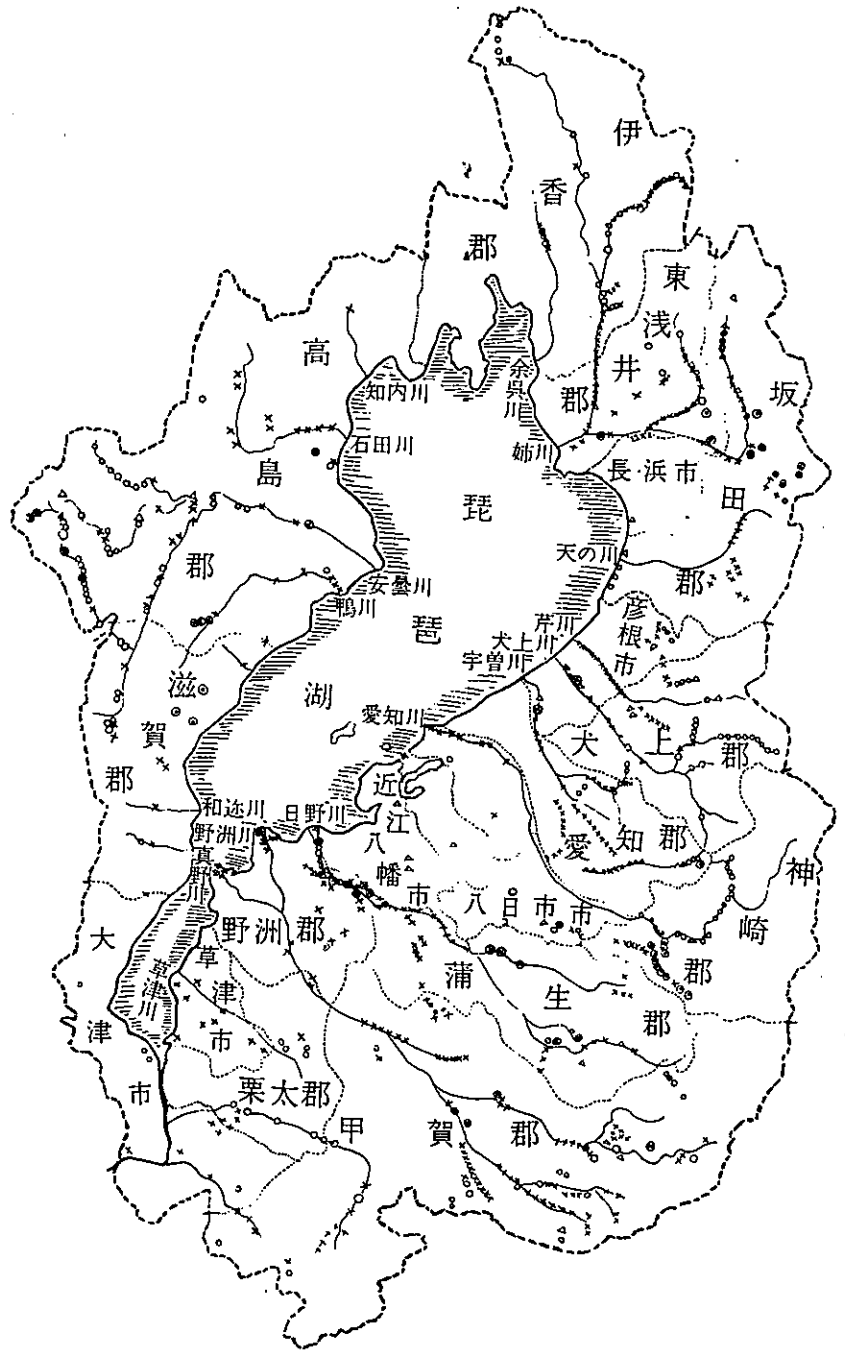 伊香郡
東浅井郡
坂田郡
高島郡
余呉川
知内川
姉川
石田川
長浜市
琵琶湖
天の川
安曇川
鴨川
彦根市
芹川
犬上川
宇曽川
滋賀郡
愛知川
犬上郡
近江八幡市
和迩川
日野川
野洲川
真野川
愛知郡
神崎郡
八日市市
野洲郡
大津市
草津川
草津市
蒲生郡
栗太郡
甲賀郡